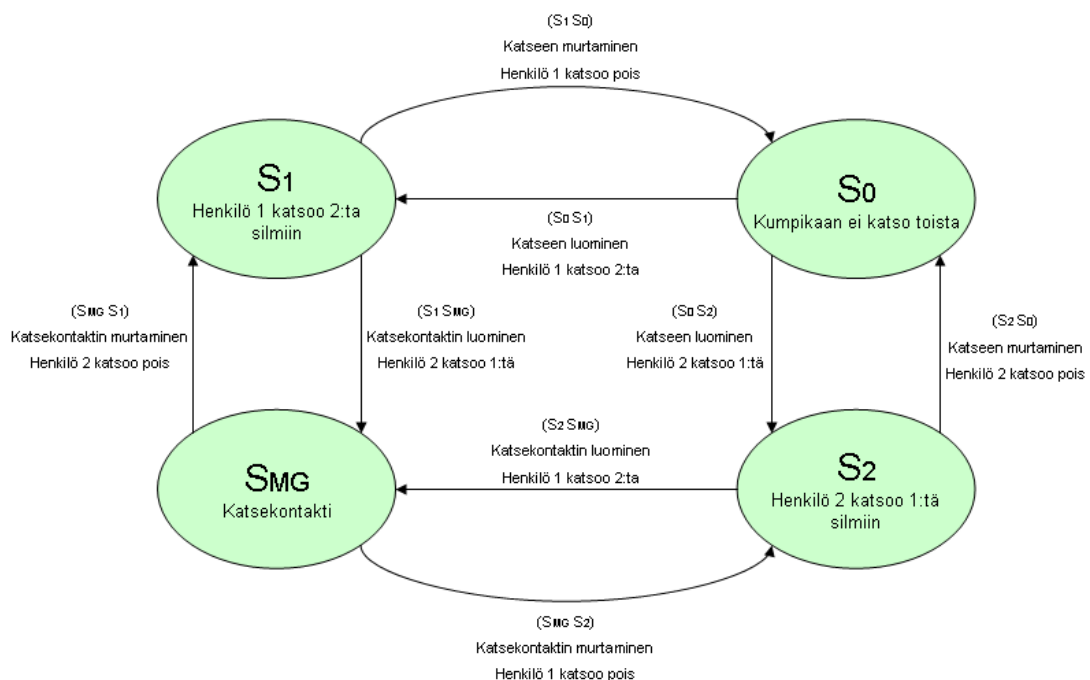 (S1 S0)
Katseen murtaminen
Henkilö 1 katsoo pois
S1
Henkilö 1 katsoo 2:ta
silmiin
S0
Kumpikaan ei katso toista
(S0 S1)
Katseen luominen
Henkilö 1 katsoo 2:ta
(SMG S1)
Katsekontaktin murtaminen
Henkilö 2 katsoo pois
(S1 SMG)
Katsekontaktin luominen
Henkilö 2 katsoo 1:tä
(S0 S2)
Katseen luominen
Henkilö 2 katsoo 1:tä
(S2 S0)
Katseen murtaminen
Henkilö 2 katsoo pois
(S2 SMG)
Katsekontaktin luominen
Henkilö 1 katsoo 2:ta
SMG
Katsekontakti
S2
Henkilö 2 katsoo 1:tä
silmiin
(SMG S2)
Katsekontaktin murtaminen
Henkilö 1 katsoo pois